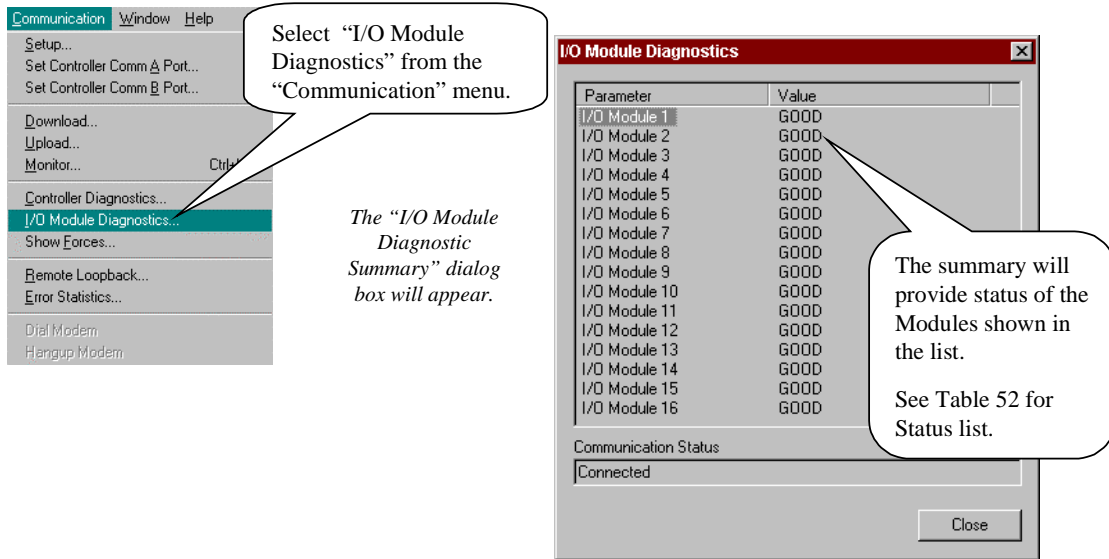 Communication Window Help
Setup...
Set Controller Comm A Port...
Set Controller Comm B Port...
Download...
Upload...
Monitor...
Controller Diagnostics...
I/O Module Diagnostics...
Show Forces...
Remote Loopback...
Error Statistics...
Dial Modem
Hangup Modem
Select “I/O Module
Diagnostics” from the
“Communication” menu.
The “I/O Module
Diagnostic
Summary” dialog
box will appear.
I/O Module Diagnostics
Parameter Value
I/O Module 1 GOOD
I/O Module 2 GOOD
I/O Module 3 GOOD
I/O Module 4 GOOD
I/O Module 5 GOOD
I/O Module 6 GOOD
I/O Module 7 GOOD
I/O Module 8 GOOD
I/O Module 9 GOOD
I/O Module 10 GOOD
I/O Module 11 GOOD
I/O Module 12 GOOD
I/O Module 13 GOOD
I/O Module 14 GOOD
I/O Module 15 GOOD
I/O Module 16 GOOD
Communication Status
Connected
Close
The summary will
provide status of the
Modules shown in
the list.
See Table 52 for
Status list.